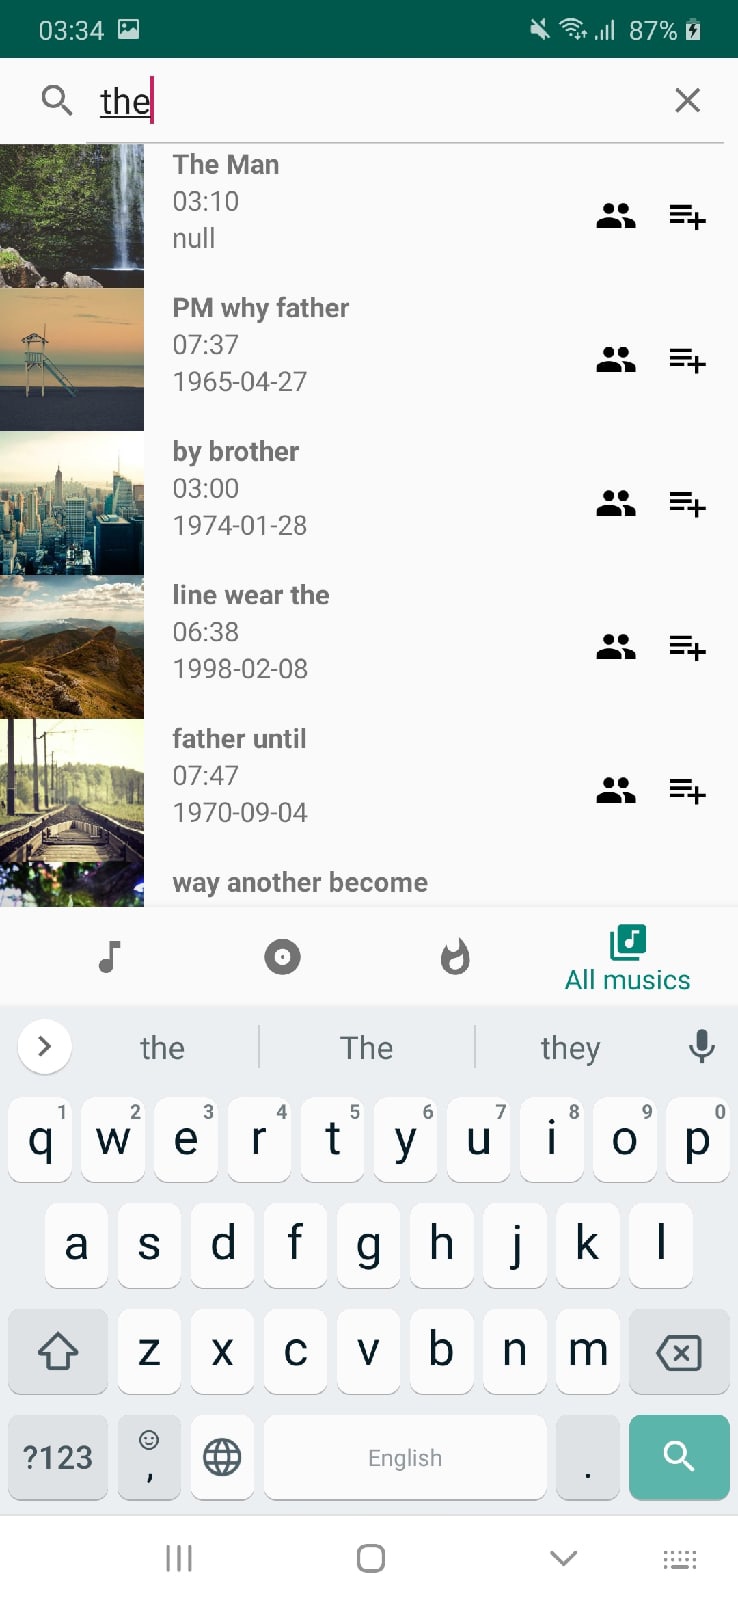 03:34 87%
the
The Man
03:10
null
PM why father
07:37
1965-04-27
by brother
03:00
1974-01-28
line wear the
06:38
1998-02-08
father until
07:47
1970-09-04
way another become
All musics
the The they
1 2 3 4 5 6 7 8 9 0
q w e r t y u i o p
a s d f g h j k l
z x c v b n m
?123 , English .